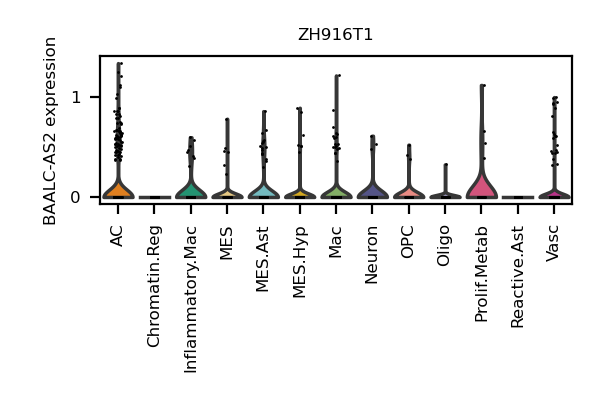 ZH916T1
BAALC-AS2 expression
1
0
AC
Chromatin.Reg
Inflammatory.Mac
MES
MES.Ast
MES.Hyp
Mac
Neuron
OPC
Oligo
Prolif.Metab
Reactive.Ast
Vasc